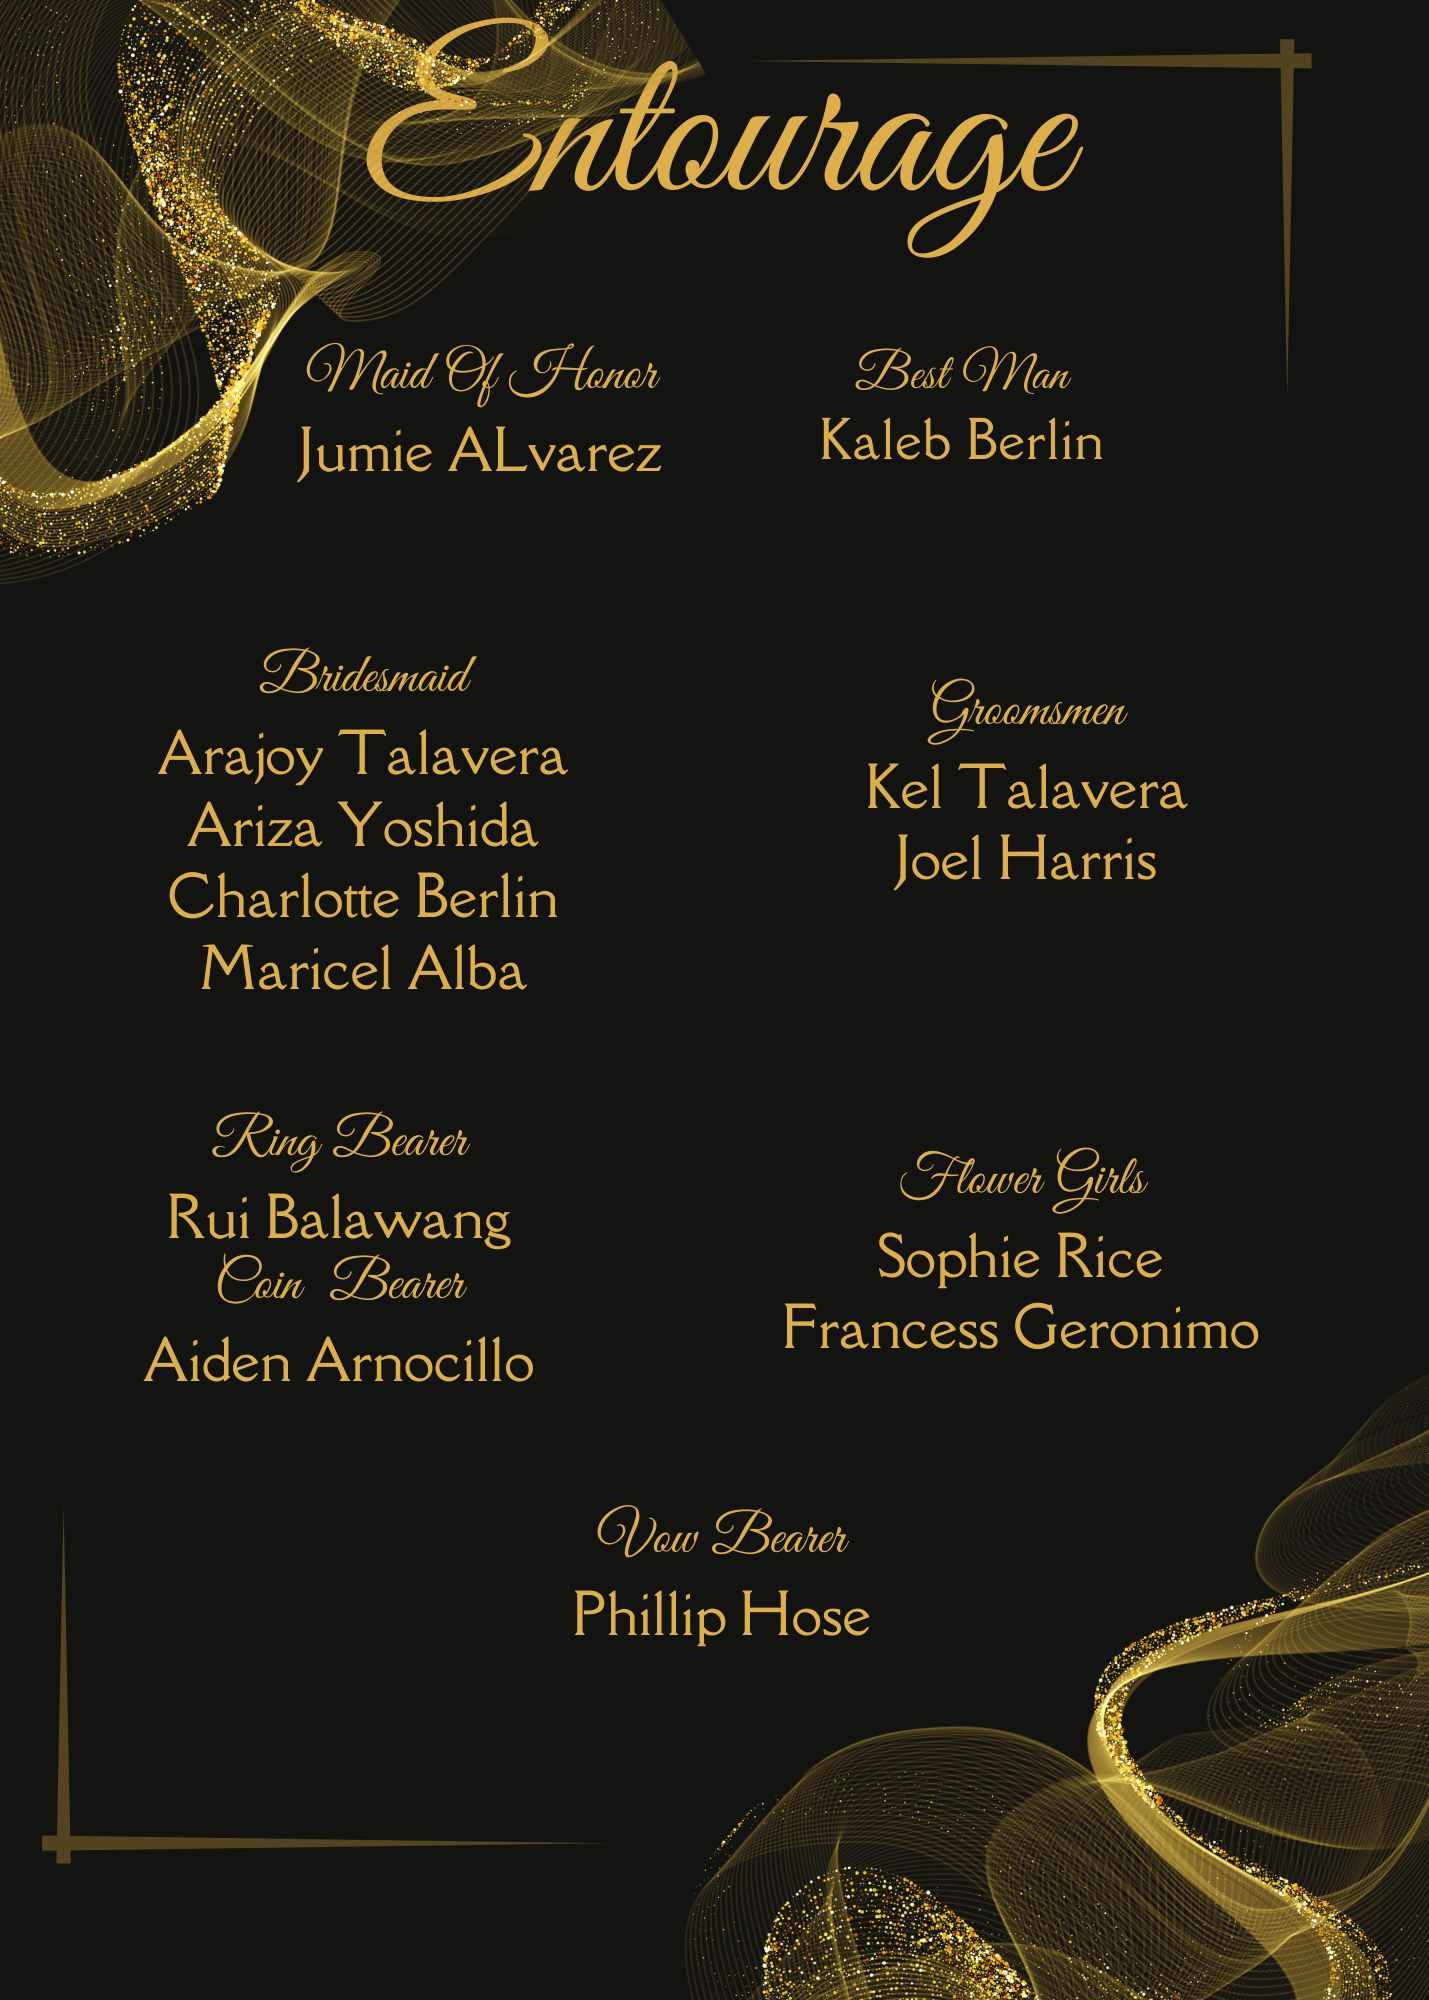 Entourage
Maid Of Honor
Jumie ALvarez
Best Man
Kaleb Berlin
Bridesmaid
Arajoy Talavera
Ariza Yoshida
Charlotte Berlin
Maricel Alba
Groomsmen
Kel Talavera
Joel Harris
Ring Bearer
Rui Balawang
Coin Bearer
Aiden Arnocillo
Flower Girls
Sophie Rice
Francess Geronimo
Vow Bearer
Phillip Hose